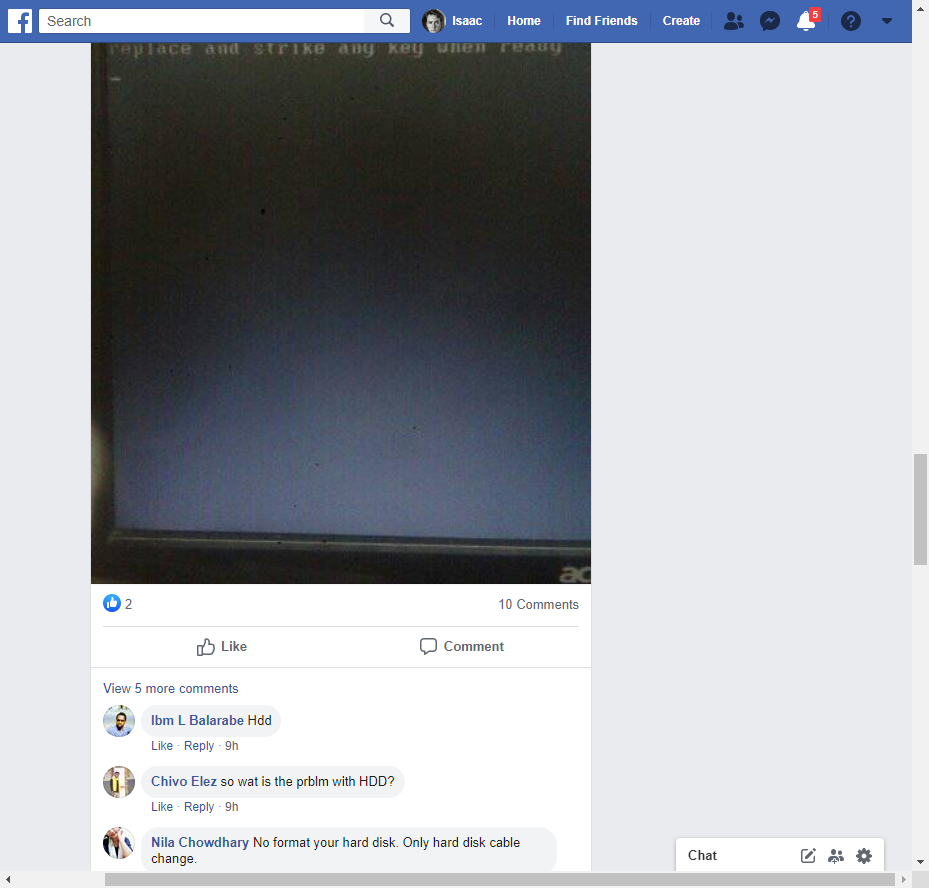 Search
Isaac
Home
Find Friends
Create
5
replace and strike any key when ready
ac
2
10 Comments
Like
Comment
View 5 more comments
Ibm L Balarabe Hdd
Like · Reply · 9h
Chivo Elez so wat is the prblm with HDD?
Like · Reply · 9h
Nila Chowdhary No format your hard disk. Only hard disk cable
change.
Chat